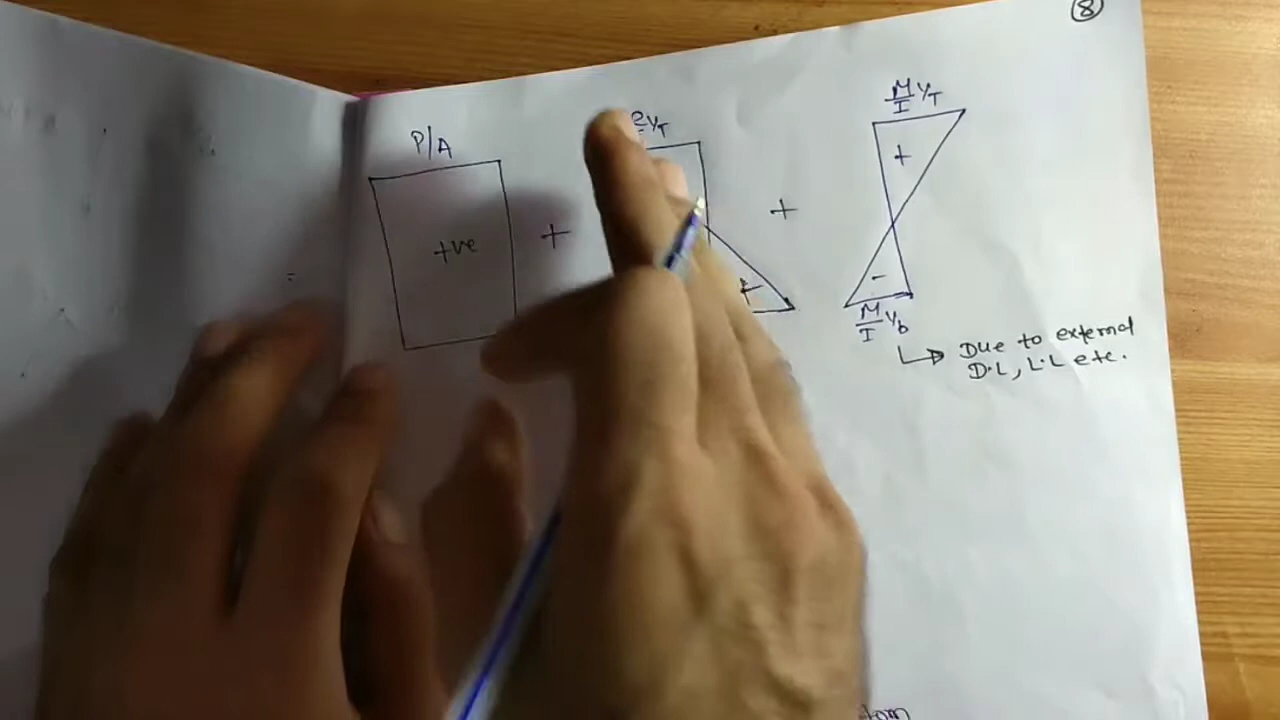 8
P/A
+ve
+
+
+
M/I YT
+
-
M/I Yb
Due to external
D.L, L.L etc.